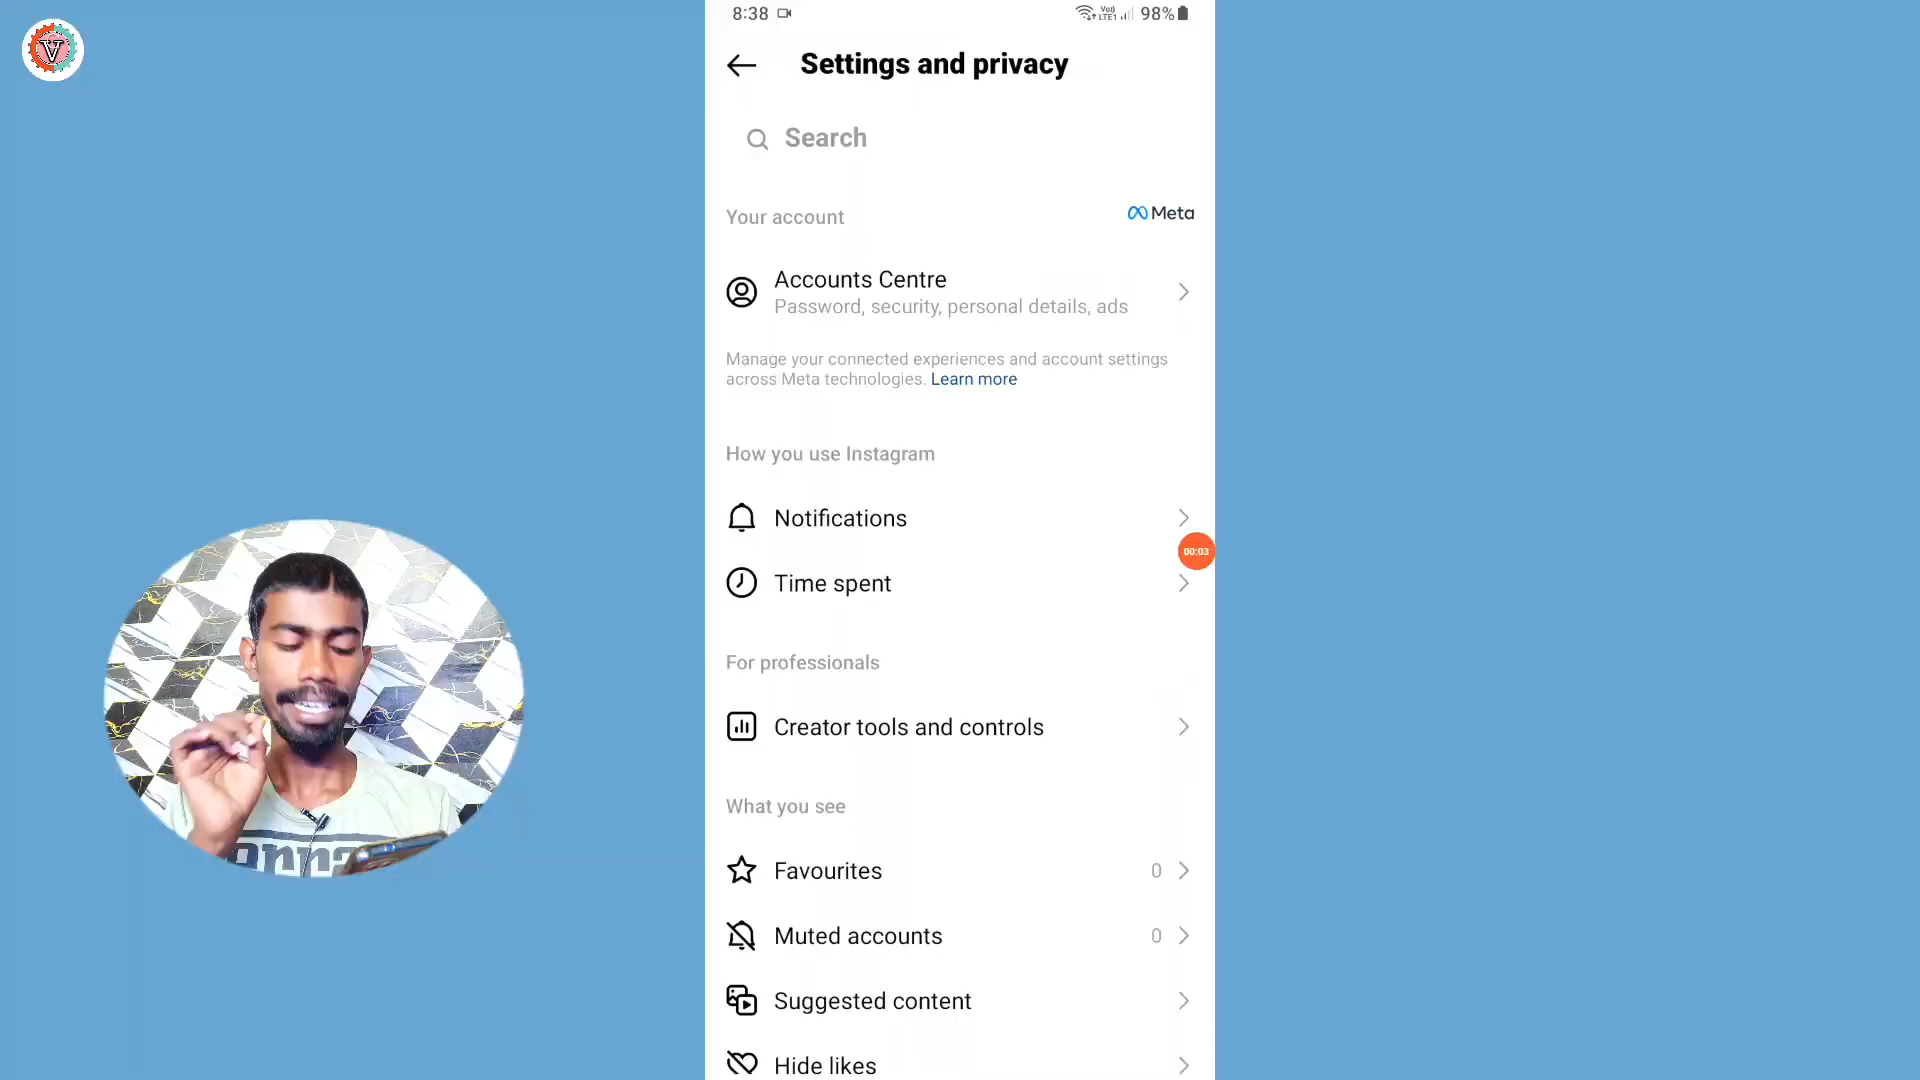 V
8:38
Vo)
LTE1
98%
Settings and privacy
Search
Your account
Meta
Accounts Centre
Password, security, personal details, ads
Manage your connected experiences and account settings
across Meta technologies. Learn more
How you use Instagram
Notifications
00:03
Time spent
For professionals
Creator tools and controls
What you see
Favourites 0
Muted accounts 0
Suggested content
Hide likes